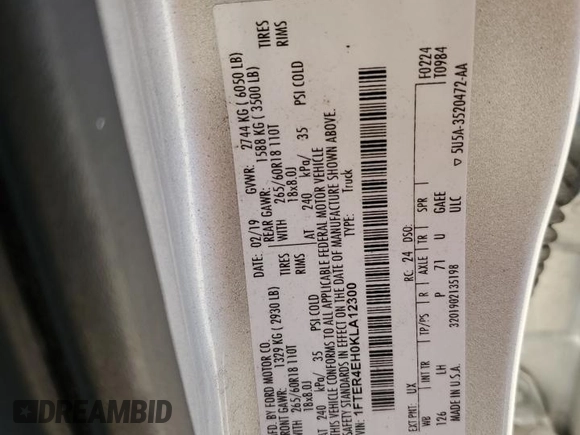 MFD. BY FORD MOTOR CO.
DATE: 02/19 GVWR: 2744 KG ( 6050 LB)
FRONT GAWR: 1329 KG ( 2930 LB) REAR GAWR: 1588 KG ( 3500 LB)
WITH 265/60R18 110T TIRES WITH 265/60R18 110T TIRES
18x8.0J RIMS 18x8.0J RIMS
AT 240 kPa/ 35 PSI COLD AT 240 kPa/ 35 PSI COLD
THIS VEHICLE CONFORMS TO ALL APPLICABLE FEDERAL MOTOR VEHICLE
SAFETY STANDARDS IN EFFECT ON THE DATE OF MANUFACTURE SHOWN ABOVE.
VIN: 1FTER4EH0KLA12300
TYPE: Truck
F0224
T0984
EXT PNT: UX RC: 24 DSO:
WB INT TR TP/PS R AXLE TR SPR
126 LH P 71 U GAEE
MADE IN U.S.A. 3201902135198 ULC
▽ 5U5A-3520472-AA
DREAMBID